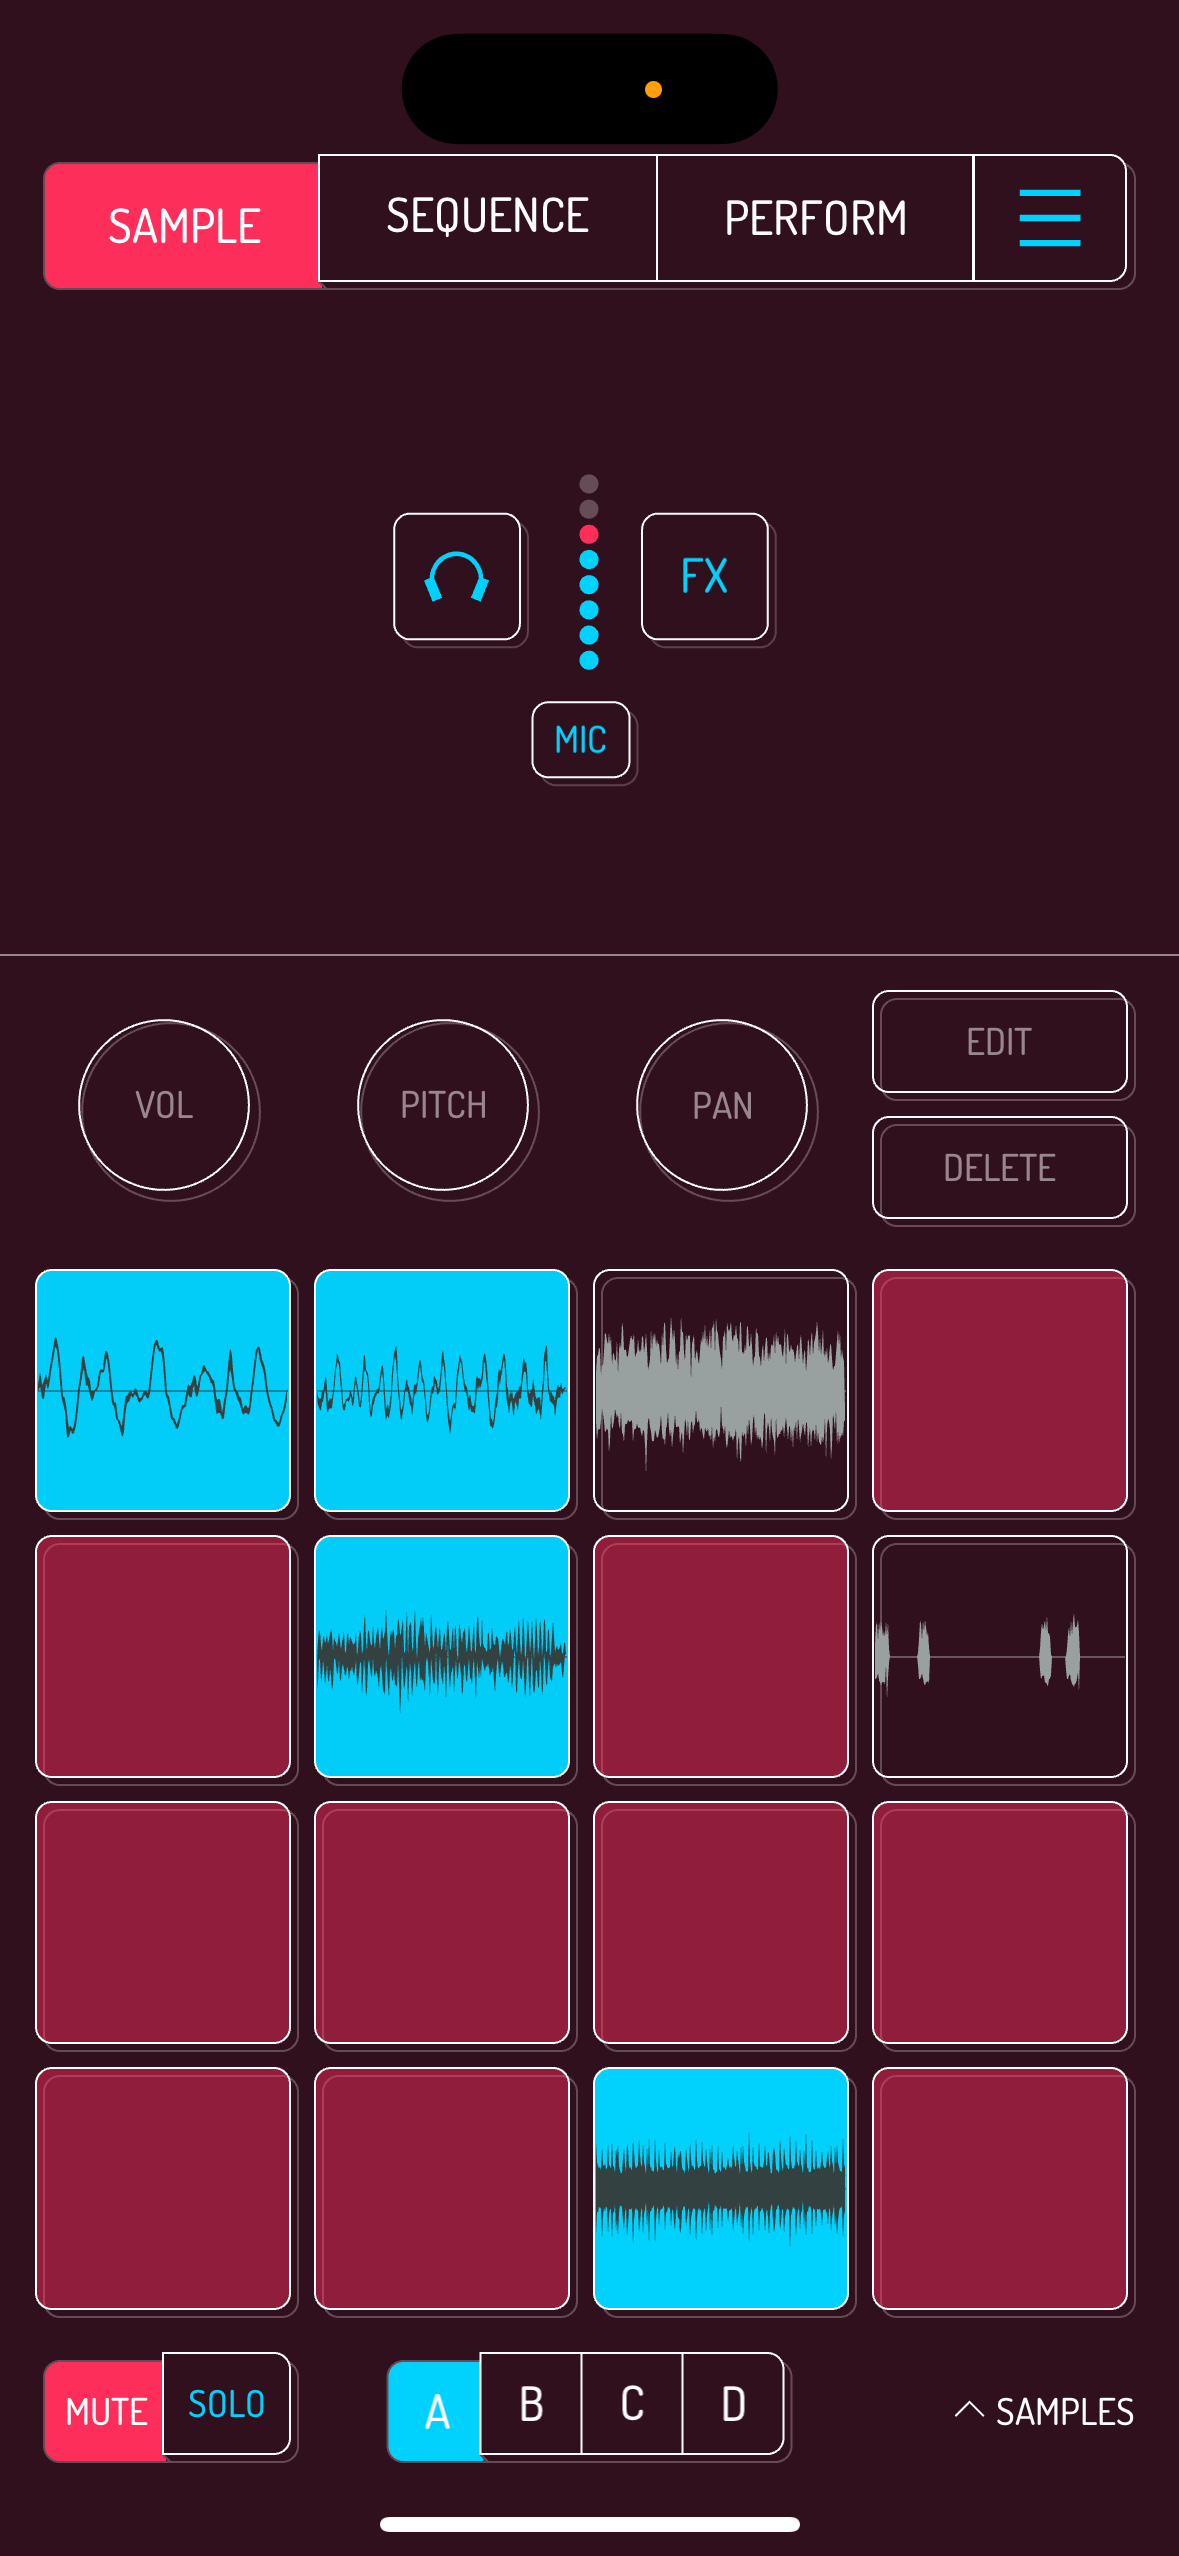 SAMPLE
SEQUENCE
PERFORM
FX
MIC
VOL
PITCH
PAN
EDIT
DELETE
MUTE
SOLO
A
B
C
D
SAMPLES